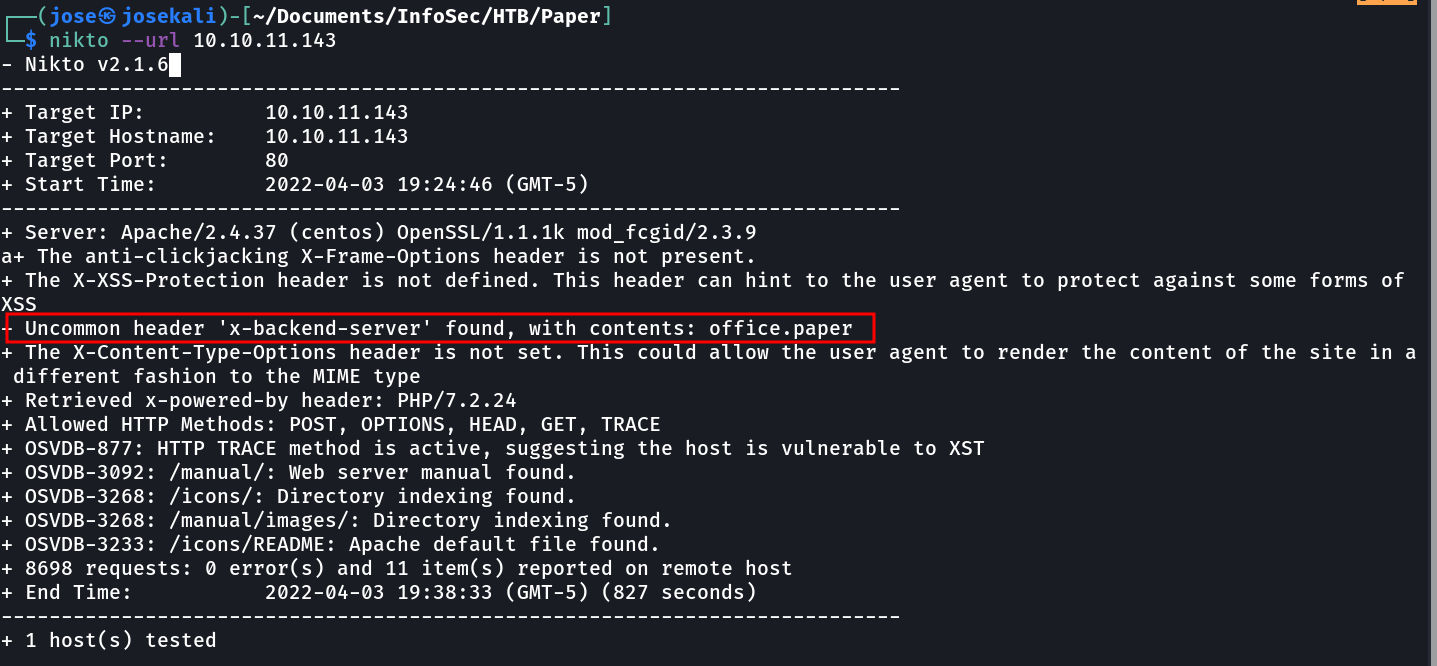 ┌──(jose㉿josekali)-[~/Documents/InfoSec/HTB/Paper]
└─$ nikto --url 10.10.11.143
- Nikto v2.1.6
---------------------------------------------------------------------------
+ Target IP:          10.10.11.143
+ Target Hostname:    10.10.11.143
+ Target Port:        80
+ Start Time:         2022-04-03 19:24:46 (GMT-5)
---------------------------------------------------------------------------
+ Server: Apache/2.4.37 (centos) OpenSSL/1.1.1k mod_fcgid/2.3.9
a+ The anti-clickjacking X-Frame-Options header is not present.
+ The X-XSS-Protection header is not defined. This header can hint to the user agent to protect against some forms of
XSS
+ Uncommon header 'x-backend-server' found, with contents: office.paper
+ The X-Content-Type-Options header is not set. This could allow the user agent to render the content of the site in a
 different fashion to the MIME type
+ Retrieved x-powered-by header: PHP/7.2.24
+ Allowed HTTP Methods: POST, OPTIONS, HEAD, GET, TRACE
+ OSVDB-877: HTTP TRACE method is active, suggesting the host is vulnerable to XST
+ OSVDB-3092: /manual/: Web server manual found.
+ OSVDB-3268: /icons/: Directory indexing found.
+ OSVDB-3268: /manual/images/: Directory indexing found.
+ OSVDB-3233: /icons/README: Apache default file found.
+ 8698 requests: 0 error(s) and 11 item(s) reported on remote host
+ End Time:           2022-04-03 19:38:33 (GMT-5) (827 seconds)
---------------------------------------------------------------------------
+ 1 host(s) tested